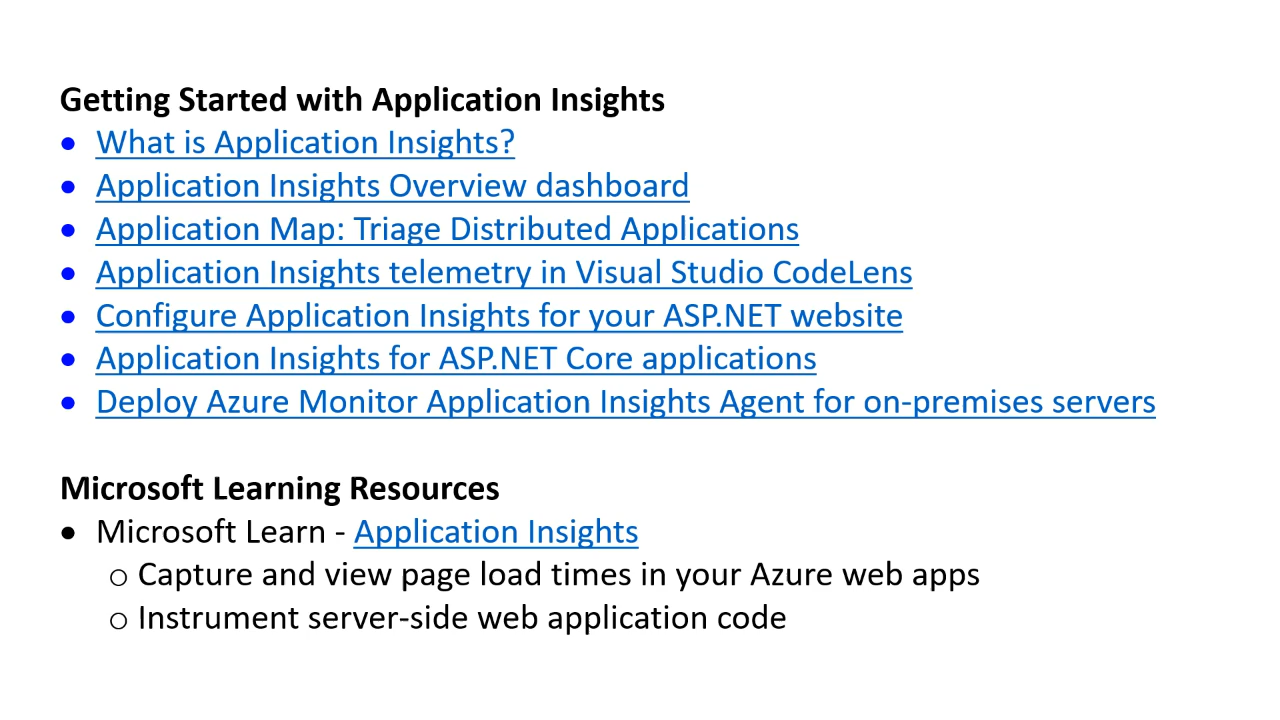 Getting Started with Application Insights
• What is Application Insights?
• Application Insights Overview dashboard
• Application Map: Triage Distributed Applications
• Application Insights telemetry in Visual Studio CodeLens
• Configure Application Insights for your ASP.NET website
• Application Insights for ASP.NET Core applications
• Deploy Azure Monitor Application Insights Agent for on-premises servers
Microsoft Learning Resources
• Microsoft Learn - Application Insights
o Capture and view page load times in your Azure web apps
o Instrument server-side web application code